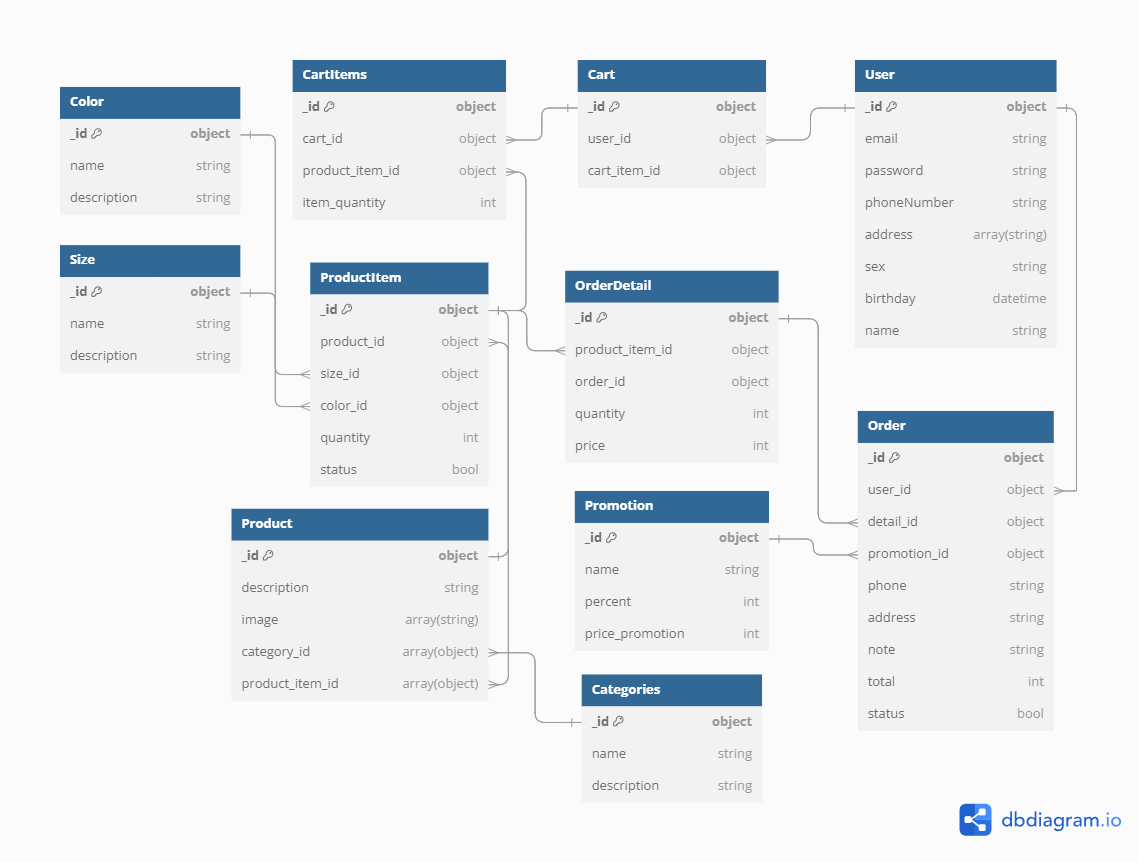 Color
_id object
name string
description string
Size
_id object
name string
description string
CartItems
_id object
cart_id object
product_item_id object
item_quantity int
Cart
_id object
user_id object
cart_item_id object
User
_id object
email string
password string
phoneNumber string
address array(string)
sex string
birthday datetime
name string
ProductItem
_id object
product_id object
size_id object
color_id object
quantity int
status bool
OrderDetail
_id object
product_item_id object
order_id object
quantity int
price int
Order
_id object
user_id object
detail_id object
promotion_id object
phone string
address string
note string
total int
status bool
Product
_id object
description string
image array(string)
category_id array(object)
product_item_id array(object)
Promotion
_id object
name string
percent int
price_promotion int
Categories
_id object
name string
description string
dbdiagram.io